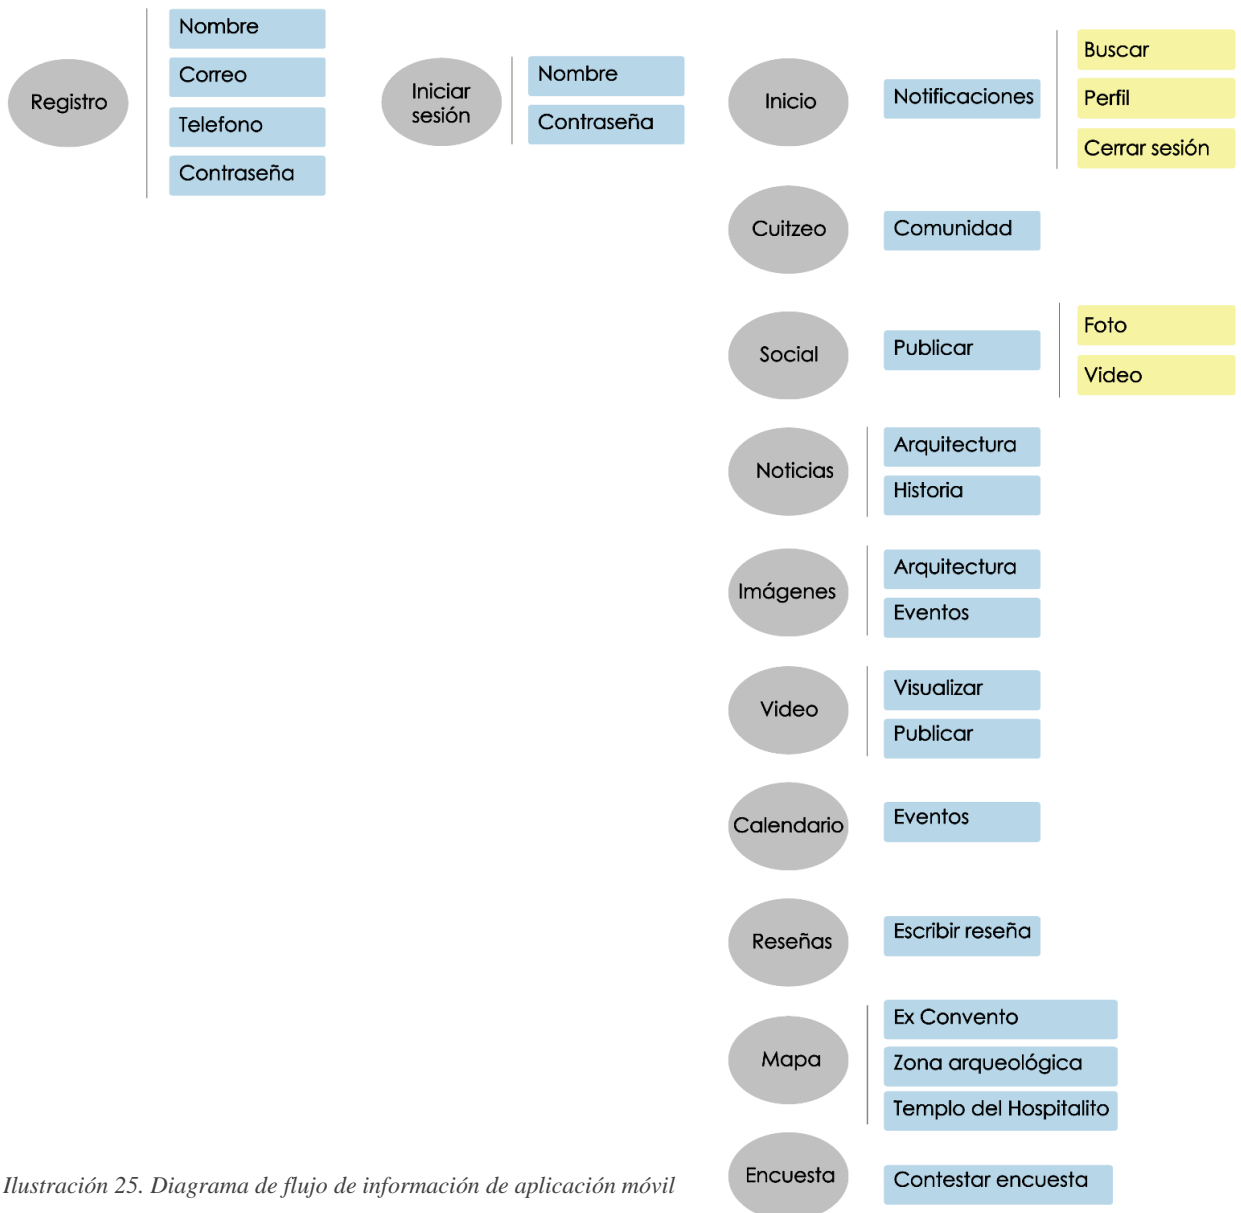 Registro
Nombre
Correo
Telefono
Contraseña
Iniciar
sesión
Nombre
Contraseña
Inicio
Notificaciones
Buscar
Perfil
Cerrar sesión
Cuitzeo
Comunidad
Social
Publicar
Foto
Video
Noticias
Arquitectura
Historia
Imágenes
Arquitectura
Eventos
Video
Visualizar
Publicar
Calendario
Eventos
Reseñas
Escribir reseña
Mapa
Ex Convento
Zona arqueológica
Templo del Hospitalito
Encuesta
Contestar encuesta
Ilustración 25. Diagrama de flujo de información de aplicación móvil